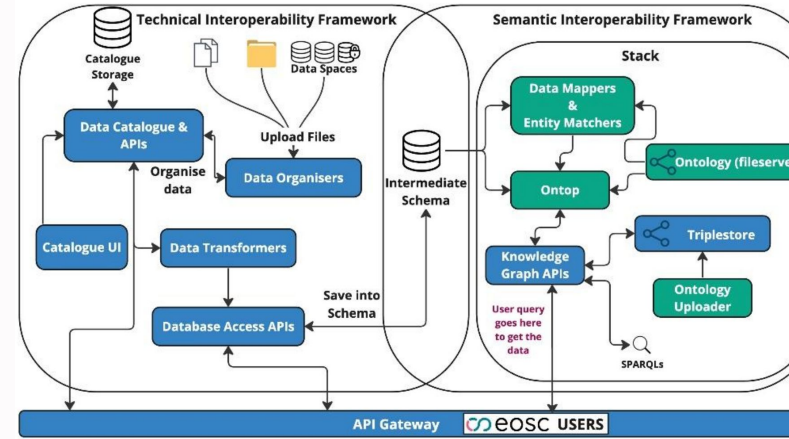 Technical Interoperability Framework
Semantic Interoperability Framework
Catalogue
Storage
Data Spaces
Stack
Data Catalogue &
APIs
Upload Files
Organise
data
Data Organisers
Catalogue UI
Data Transformers
Database Access APIs
Intermediate
Schema
Save into
Schema
Data Mappers
&
Entity Matchers
Ontology (fileserve
Ontop
Knowledge
Graph APIs
Triplestore
Ontology
Uploader
User query
goes here
to get the
data
SPARQLs
API Gateway
eosc USERS